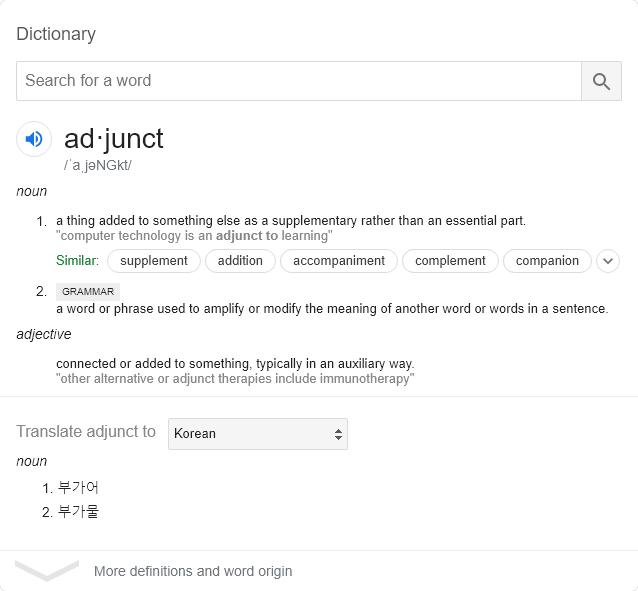 Dictionary
Search for a word
ad·junct
/ˈaˌjəNGkt/
noun
1. a thing added to something else as a supplementary rather than an essential part.
"computer technology is an adjunct to learning"
Similar: supplement addition accompaniment complement companion
2. GRAMMAR
a word or phrase used to amplify or modify the meaning of another word or words in a sentence.
adjective
connected or added to something, typically in an auxiliary way.
"other alternative or adjunct therapies include immunotherapy"
Translate adjunct to Korean
noun
1. 부가어
2. 부가물
More definitions and word origin